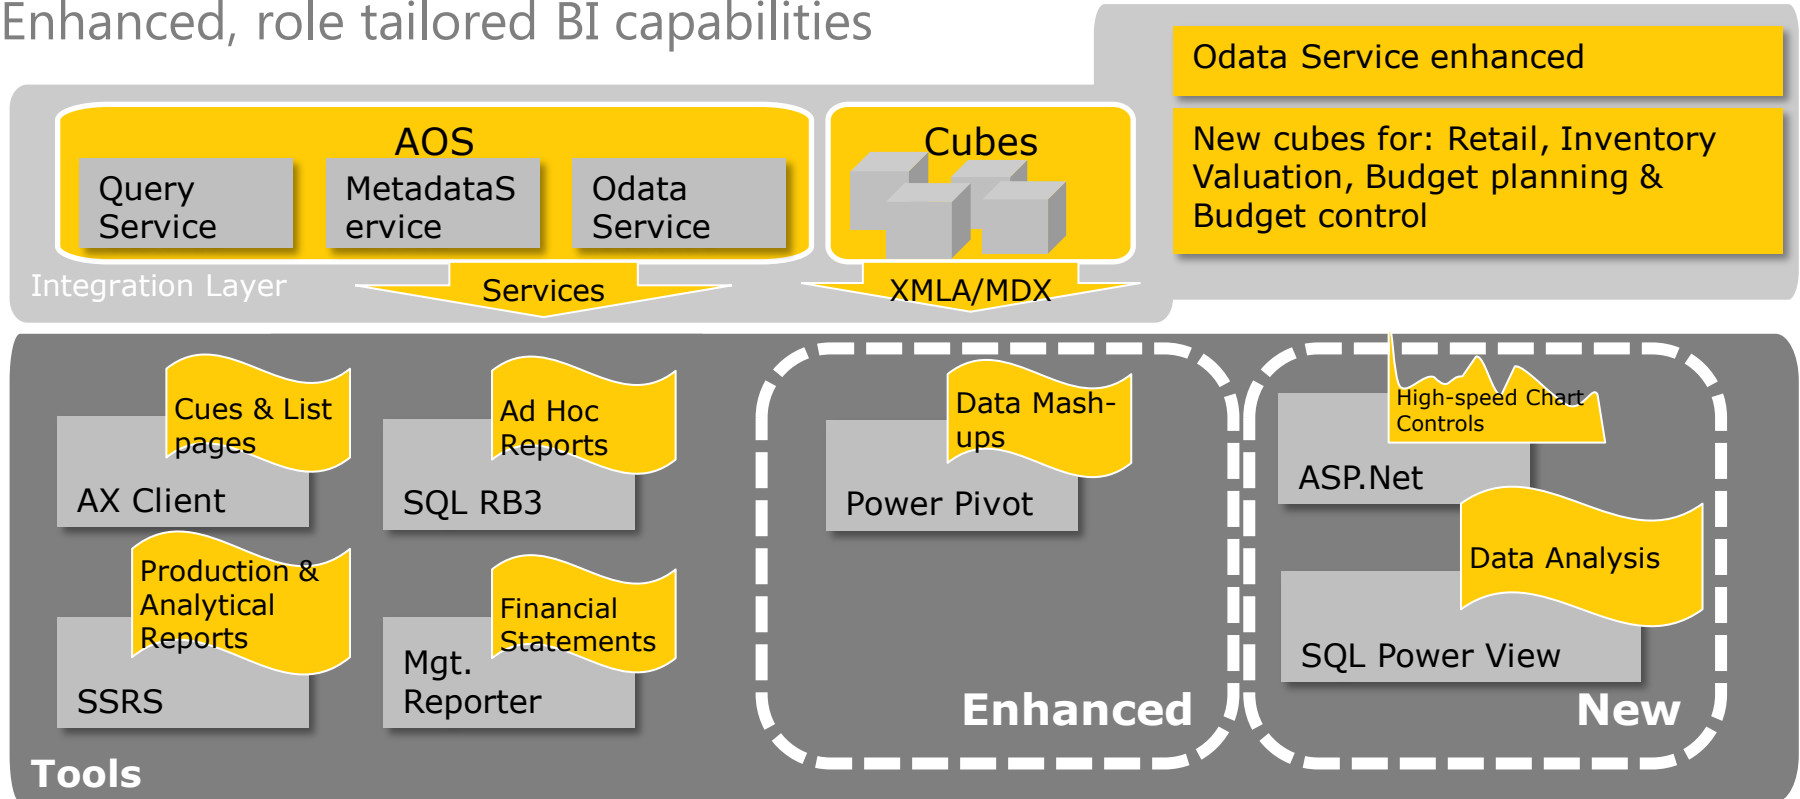 Enhanced, role tailored BI capabilities
Odata Service enhanced
New cubes for: Retail, Inventory
Valuation, Budget planning &
Budget control
AOS
Query
Service
MetadataS
ervice
Odata
Service
Cubes
Integration Layer
Services
XMLA/MDX
Cues & List
pages
AX Client
Ad Hoc
Reports
SQL RB3
Data Mash-
ups
Power Pivot
High-speed Chart
Controls
ASP.Net
Production &
Analytical
Reports
SSRS
Financial
Statements
Mgt.
Reporter
Data Analysis
SQL Power View
Enhanced
New
Tools